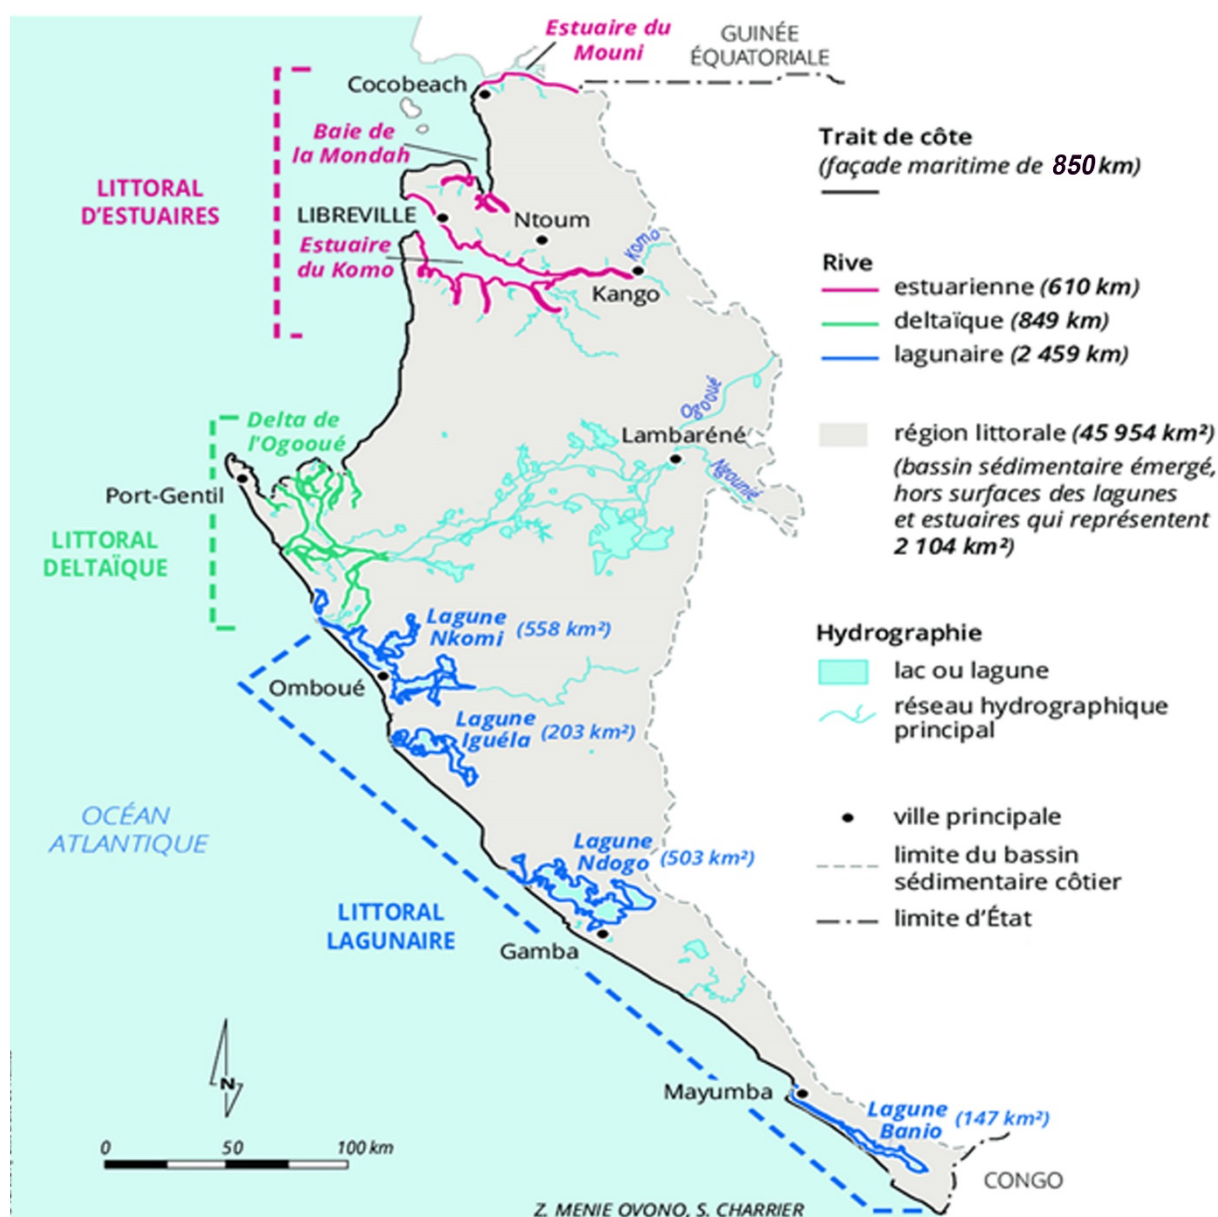 Estuaire du
Mouni
GUINÉE
ÉQUATORIALE
Cocobeach
Baie de
la Mondah
LITTORAL
D'ESTUAIRES
LIBREVILLE
Ntoum
Estuaire
du Komo
Komo
Kango
Delta de
l'Ogooué
Ogooué
Lambaréné
Ngounié
Port-Gentil
LITTORAL
DELTAÏQUE
Lagune
Nkomi (558 km²)
Omboué
Lagune
Iguéla (203 km²)
OCÉAN
ATLANTIQUE
Lagune
Ndogo (503 km²)
LITTORAL
LAGUNAIRE
Gamba
Mayumba
Lagune
Banio (147 km²)
CONGO
N
0 50 100 km
Z. MENIE OVONO, S. CHARRIER
Trait de côte
(façade maritime de 850 km)
Rive
estuarienne (610 km)
deltaïque (849 km)
lagunaire (2 459 km)
région littorale (45 954 km²)
(bassin sédimentaire émergé,
hors surfaces des lagunes
et estuaires qui représentent
2 104 km²)
Hydrographie
lac ou lagune
réseau hydrographique
principal
ville principale
limite du bassin
sédimentaire côtier
limite d'État